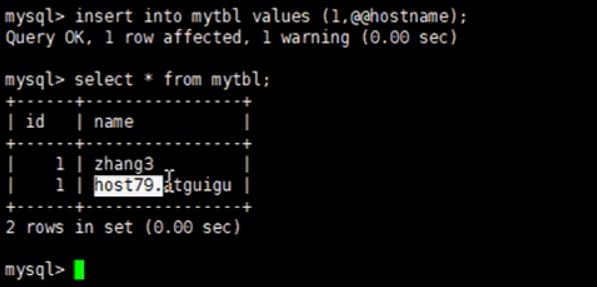 mysql> insert into mytbl values (1,@@hostname);
Query OK, 1 row affected, 1 warning (0.00 sec)
mysql> select * from mytbl;
+------+----------------+
| id   | name           |
+------+----------------+
|    1 | zhang3         |
|    1 | host79.atguigu |
+------+----------------+
2 rows in set (0.00 sec)
mysql>